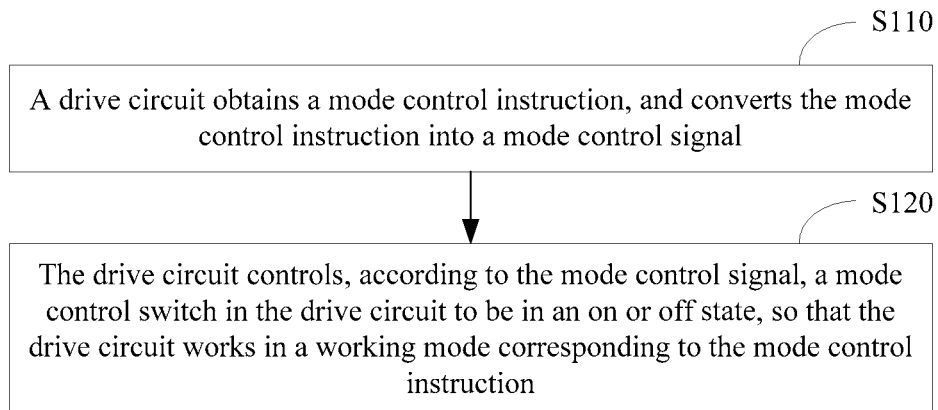 S110
A drive circuit obtains a mode control instruction, and converts the mode
control instruction into a mode control signal
S120
The drive circuit controls, according to the mode control signal, a mode
control switch in the drive circuit to be in an on or off state, so that the
drive circuit works in a working mode corresponding to the mode control
instruction